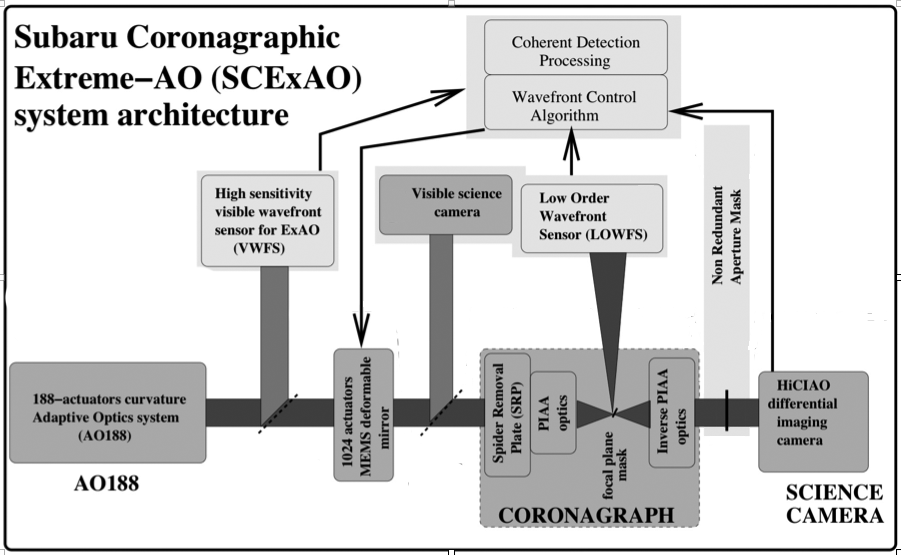 Subaru Coronagraphic
Extreme−AO (SCExAO)
system architecture
Coherent Detection
Processing
Wavefront Control
Algorithm
High sensitivity
visible wavefront
sensor for ExAO
(VWFS)
Visible science
camera
Low Order
Wavefront
Sensor (LOWFS)
Non Redundant
Aperture Mask
188−actuators curvature
Adaptive Optics system
(AO188)
AO188
1024 actuators
MEMS deformable
mirror
Spider Removal
Plate (SRP)
PIAA
optics
focal plane
mask
Inverse PIAA
optics
CORONAGRAPH
HiCIAO
differential
imaging
camera
SCIENCE
CAMERA